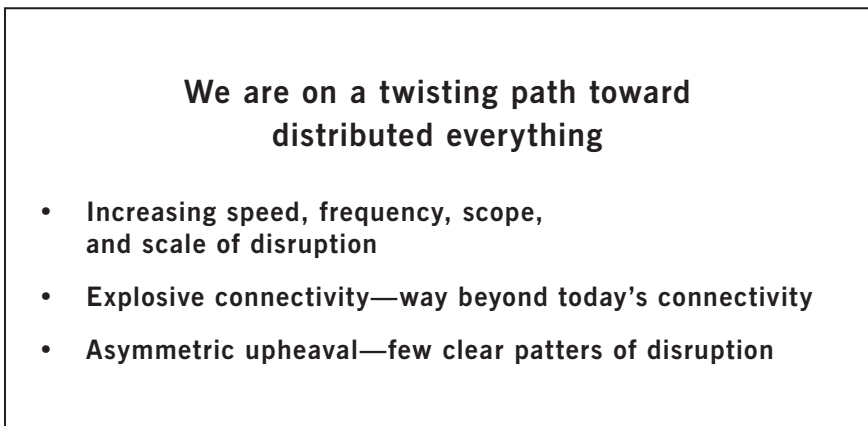 We are on a twisting path toward
distributed everything
• Increasing speed, frequency, scope,
and scale of disruption
• Explosive connectivity—way beyond today’s connectivity
• Asymmetric upheaval—few clear patters of disruption